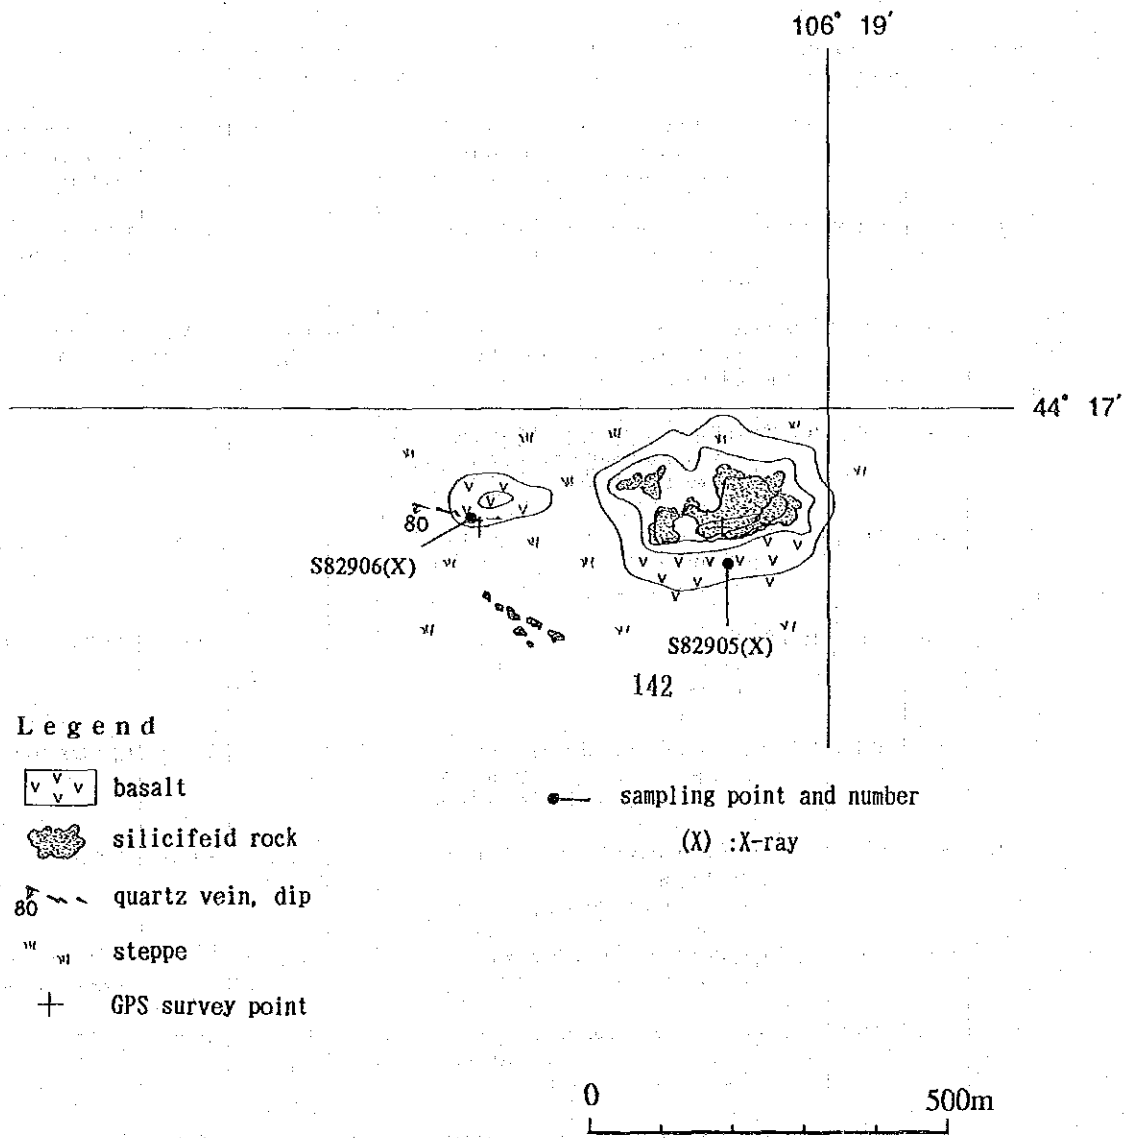 106° 19′
44° 17′
80
S82906(X)
S82905(X)
142
Legend
basalt
silicifeid rock
80
quartz vein, dip
steppe
GPS survey point
sampling point and number
(X) :X-ray
0
500m